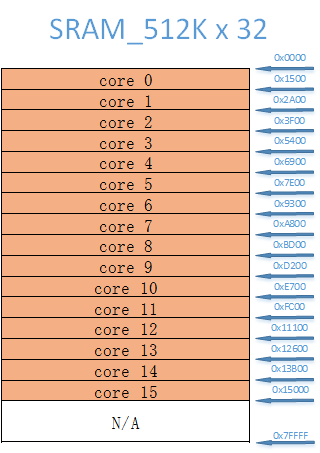 SRAM_512K x 32
0x0000
core 0
0x1500
core 1
0x2A00
core 2
0x3F00
core 3
0x5400
core 4
0x6900
core 5
0x7E00
core 6
0x9300
core 7
0xA800
core 8
0xBD00
core 9
0xD200
core 10
0xE700
core 11
0xFC00
core 12
0x11100
core 13
0x12600
core 14
0x13B00
core 15
0x15000
N/A
0x7FFFF